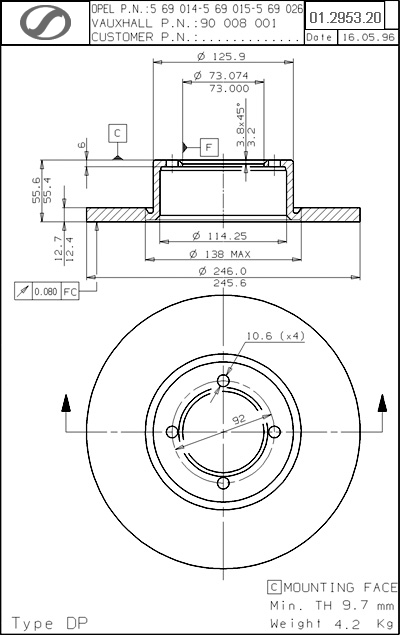 OPEL P.N.:5 69 014-5 69 015-5 69 026
VAUXHALL P.N.:90 008 001
CUSTOMER P.N.:.............
01.2953.20
Date 16.05.96
Ø 125.9
Ø 73.074
73.000
3.8x45°
3.2
C
F
6
55.6
55.4
12.7
12.4
Ø 114.25
Ø 138 MAX
Ø 246.0
245.6
0.080 FC
10.6 (x4)
92
C MOUNTING FACE
Min. TH 9.7 mm
Type DP
Weight 4.2 Kg